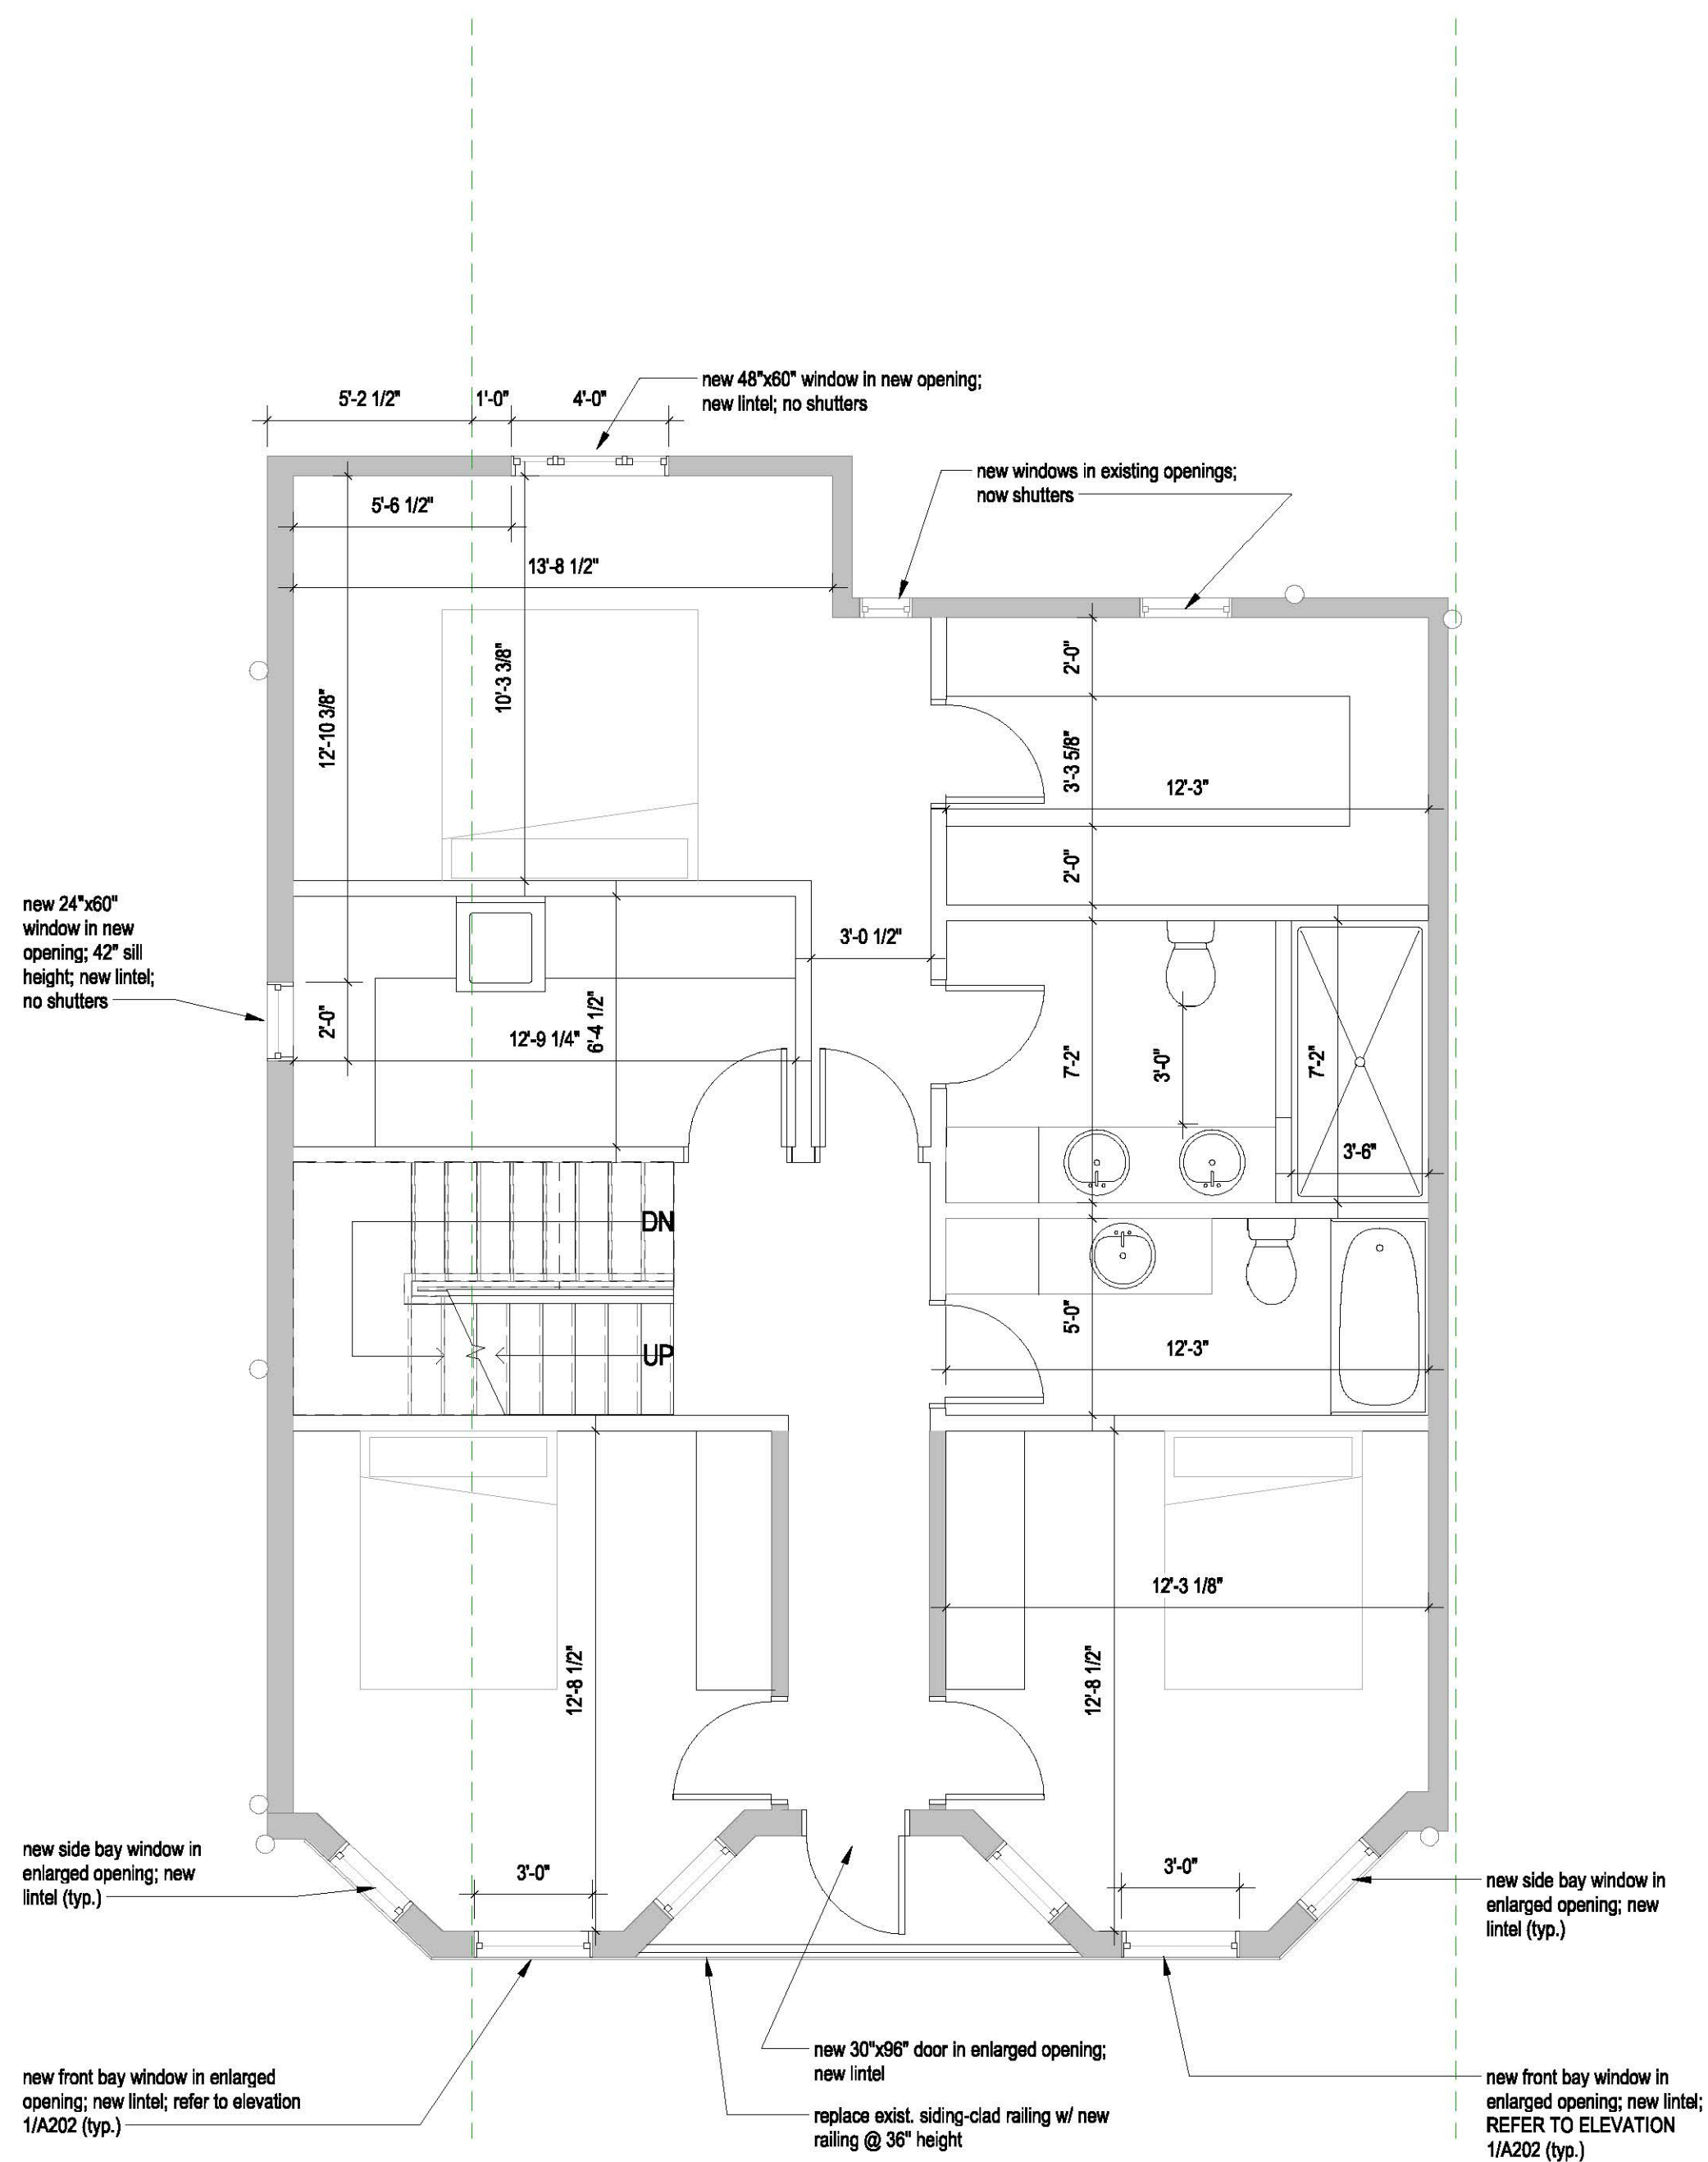 5'-2 1/2"
1'-0"
4'-0"
new 48"x60" window in new opening;
new lintel; no shutters
new windows in existing openings;
now shutters
5'-6 1/2"
13'-8 1/2"
10'-3 3/8"
12'-10 3/8"
2'-0"
3'-3 5/8"
12'-3"
2'-0"
new 24"x60"
window in new
opening; 42" sill
height; new lintel;
no shutters
3'-0 1/2"
2'-0"
12'-9 1/4"
6'-4 1/2"
7'-2"
3'-0"
7'-2"
3'-6"
DN
UP
5'-0"
12'-3"
12'-3 1/8"
12'-8 1/2"
12'-8 1/2"
new side bay window in
enlarged opening; new
lintel (typ.)
3'-0"
3'-0"
new side bay window in
enlarged opening; new
lintel (typ.)
new front bay window in enlarged
opening; new lintel; refer to elevation
1/A202 (typ.)
new 30"x96" door in enlarged opening;
new lintel
replace exist. siding-clad railing w/ new
railing @ 36" height
new front bay window in
enlarged opening; new lintel;
REFER TO ELEVATION
1/A202 (typ.)